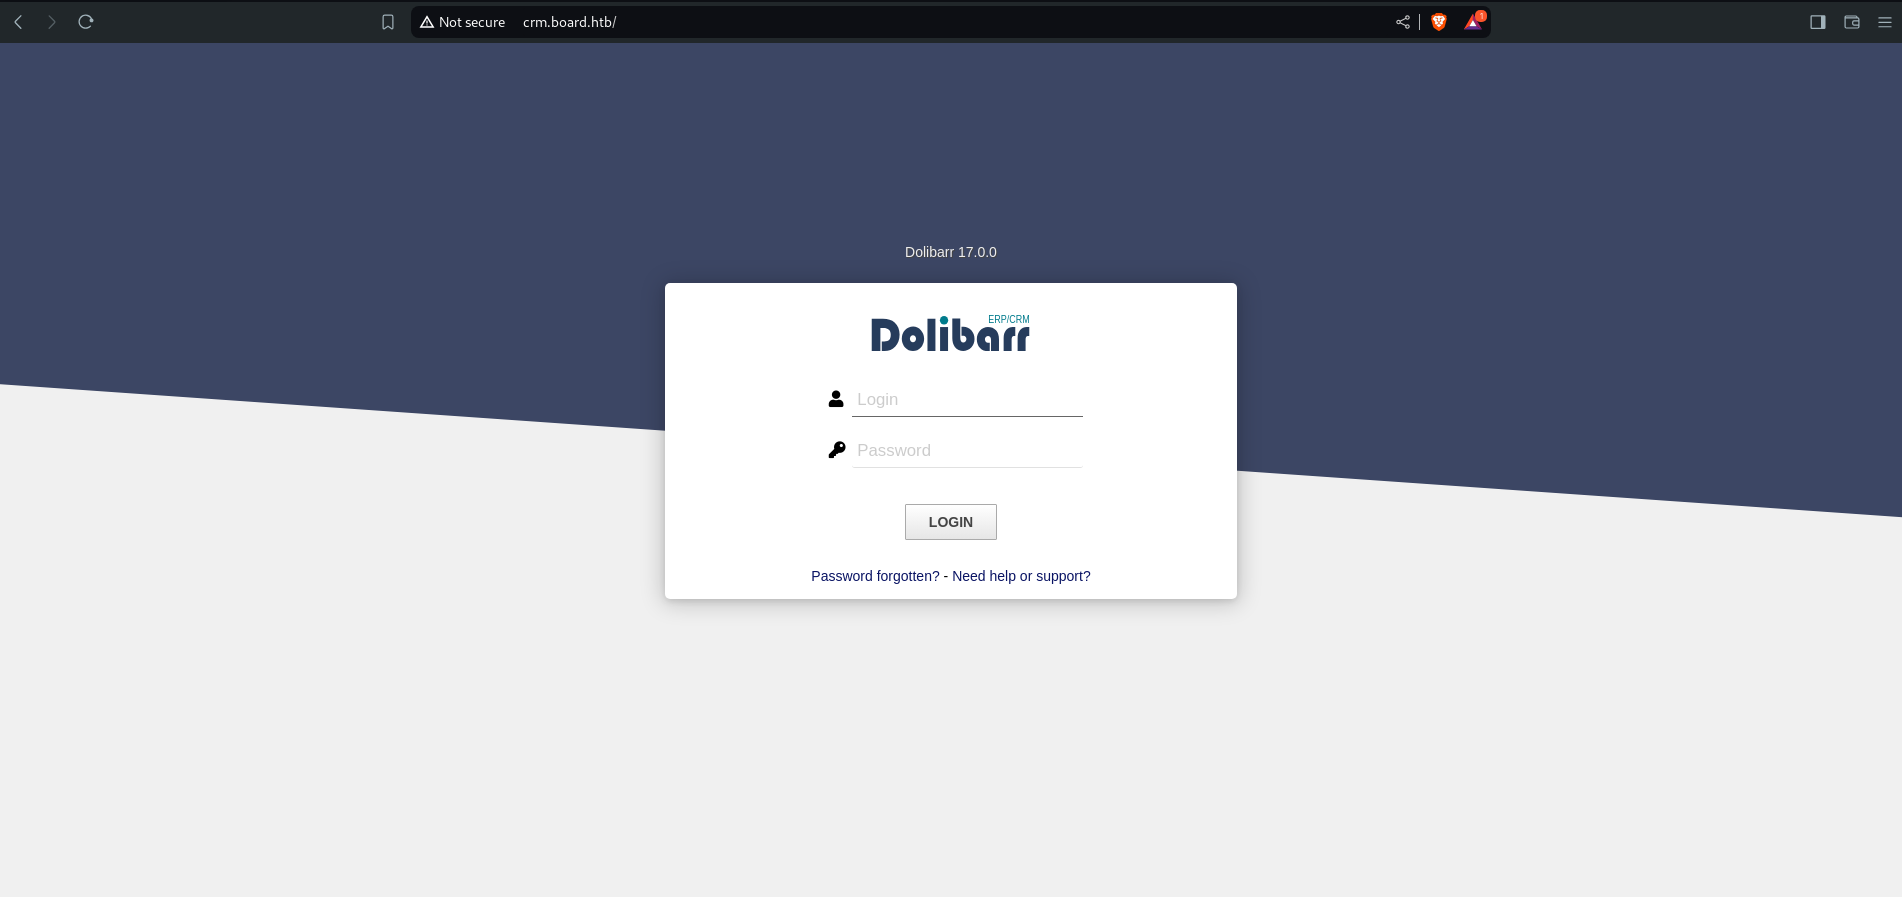 Not secure crm.board.htb/
1
Dolibarr 17.0.0
Dolibarr ERP/CRM
Login
Password
LOGIN
Password forgotten? - Need help or support?